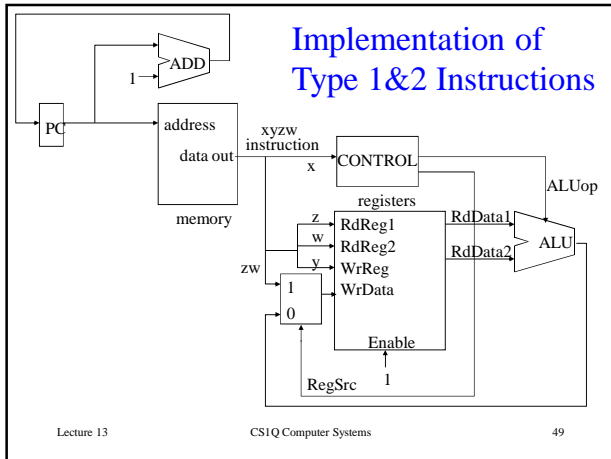 Implementation of
Type 1&2 Instructions
ADD
1
PC
address
data out
memory
xyzw
instruction
x
CONTROL
ALUop
registers
z
RdReg1
RdData1
w
RdReg2
RdData2
ALU
y
WrReg
zw
WrData
1
0
Enable
RegSrc
1
Lecture 13
CS1Q Computer Systems
49